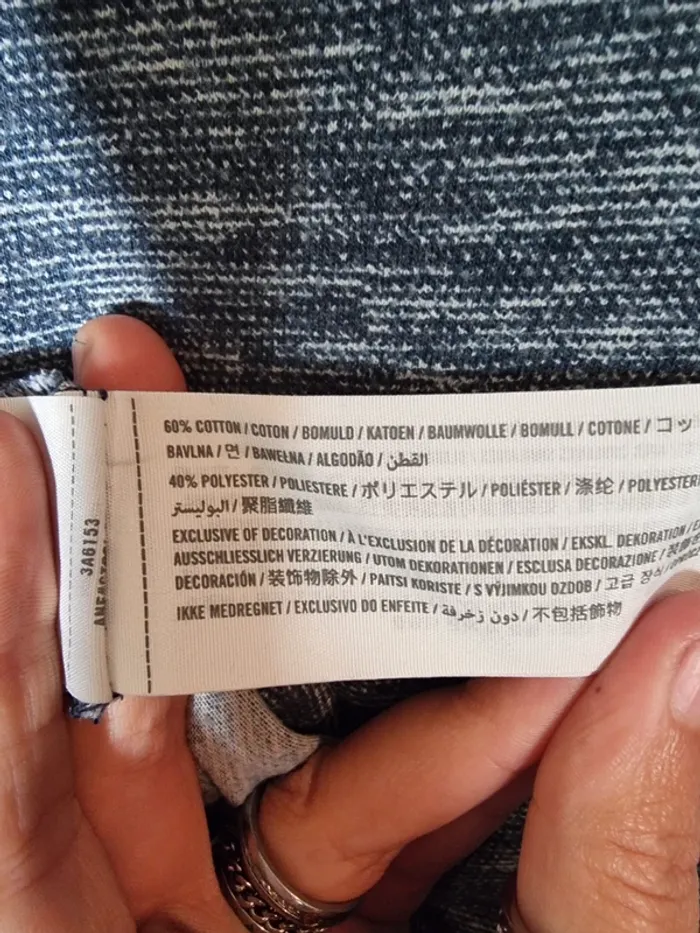 60% COTTON / COTON / BOMULD / KATOEN / BAUMWOLLE / BOMULL / COTONE / コッ
BAVLNA / 면 / BAWEŁNA / ALGODÃO / القطن
40% POLYESTER / POLIESTERE / ポリエステル / POLIÉSTER / 涤纶 / POLYESTER
البوليستر / 聚脂纖維
EXCLUSIVE OF DECORATION / À L'EXCLUSION DE LA DÉCORATION / EKSKL. DEKORATION /
AUSSCHLIESSLICH VERZIERUNG / UTOM DEKORATIONEN / ESCLUSA DECORAZIONE /
DECORACIÓN / 装饰物除外 / PAITSI KORISTE / S VÝJIMKOU OZDOB / 고급 장식 /
IKKE MEDREGNET / EXCLUSIVO DO ENFEITE / دون زخرفة / 不包括飾物
3A6153